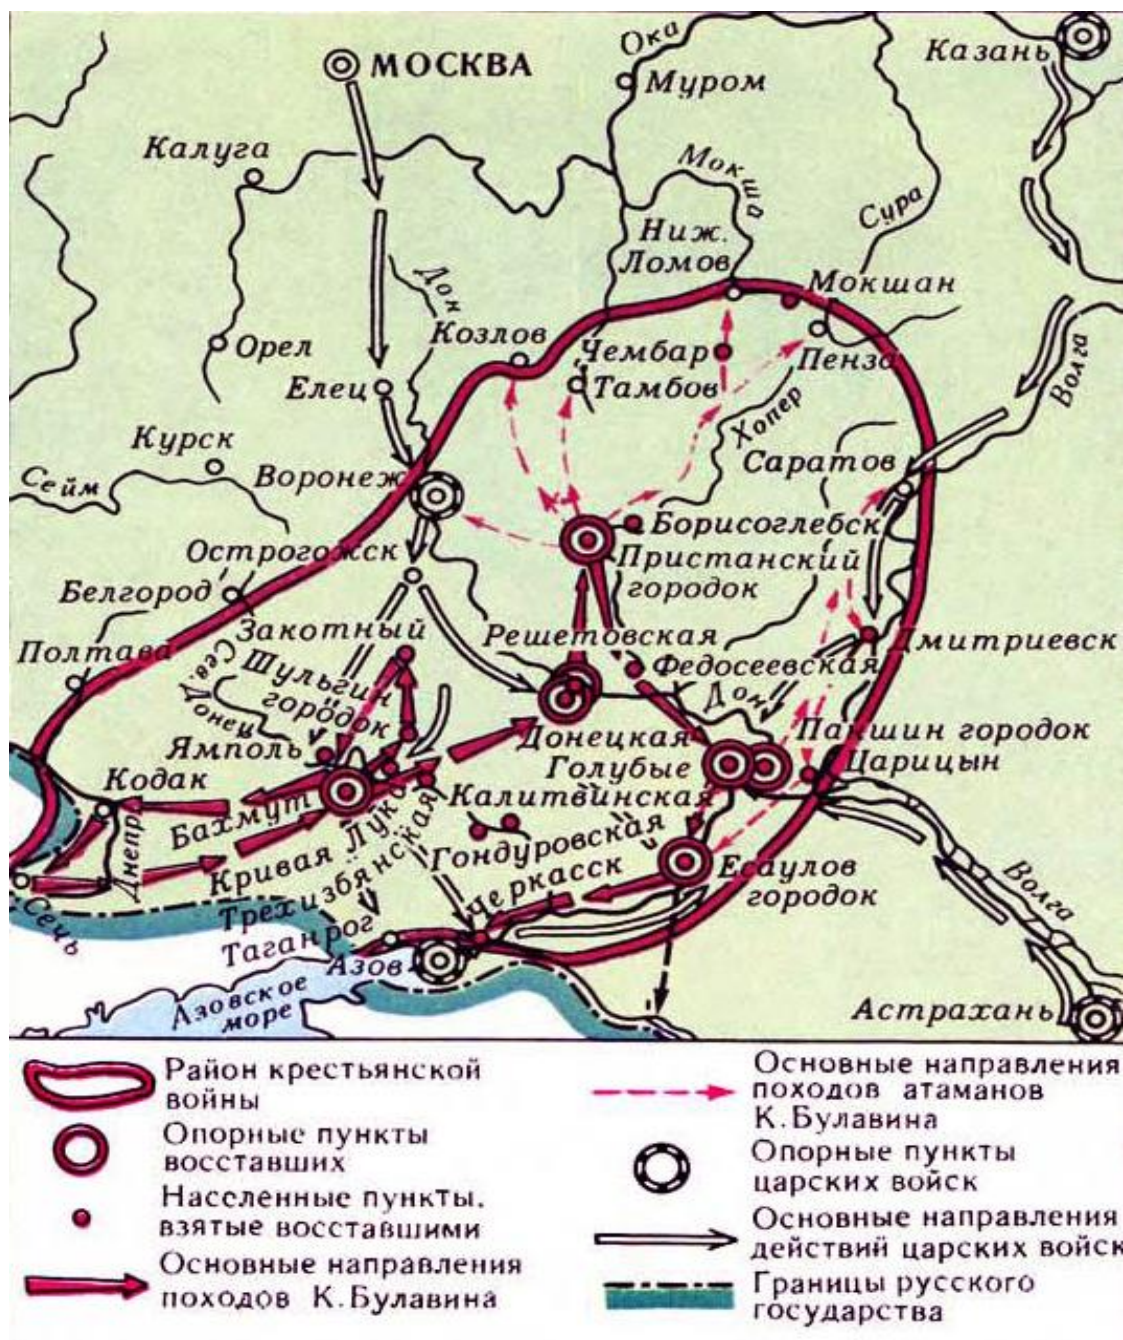 Казань
Ока
МОСКВА
Муром
Калуга
Мокша
Сура
Ниж.
Ломов
Дон
Мокшан
Козлов
Орел
Чембар
Пенза
Волга
Елец
Тамбов
Хопер
Курск
Саратов
Сейм
Воронеж
Борисоглебск
Острогожск
Пристанский
городок
Белгород
Закотный
Решетовская
Дмитриевск
Полтава
Сев. Донец
Шульгин
городок
Федосеевская
Дон
Ямполь
Донецкая
Паншин городок
Кодак
Голубые
Царицын
Бахмут
Калитвинская
Днепр
Кривая Лука
Гондуровская
Трехизбянская
Черкасск
Есаулов
городок
Волга
Сечь
Таганрог
Азов
Азовское
море
Астрахань
Район крестьянской
войны
Опорные пункты
восставших
Населенные пункты,
взятые восставшими
Основные направления
походов К. Булавина
Основные направления
походов атаманов
К. Булавина
Опорные пункты
царских войск
Основные направления
действий царских войск
Границы русского
государства